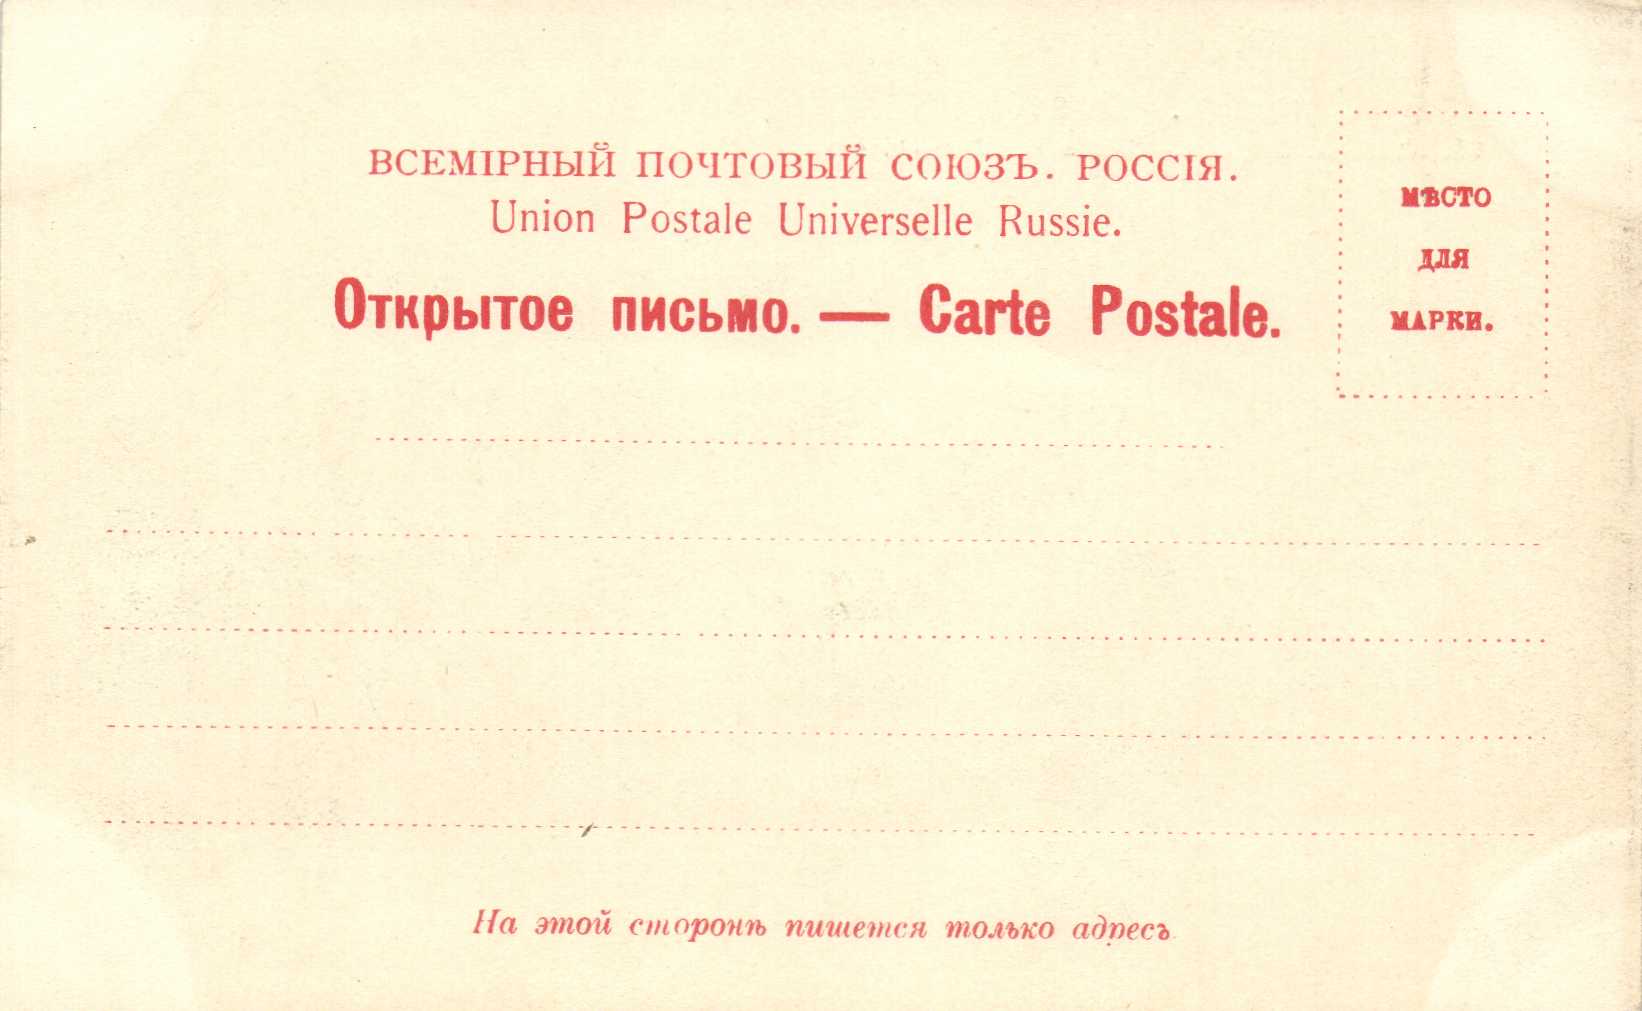 ВСЕМІРНЫЙ ПОЧТОВЫЙ СОЮЗЪ. РОССІЯ.
Union Postale Universelle Russie.
Открытое письмо. — Carte Postale.
МѢСТО
ДЛЯ
МАРКИ.
На этой сторонѣ пишется только адресъ